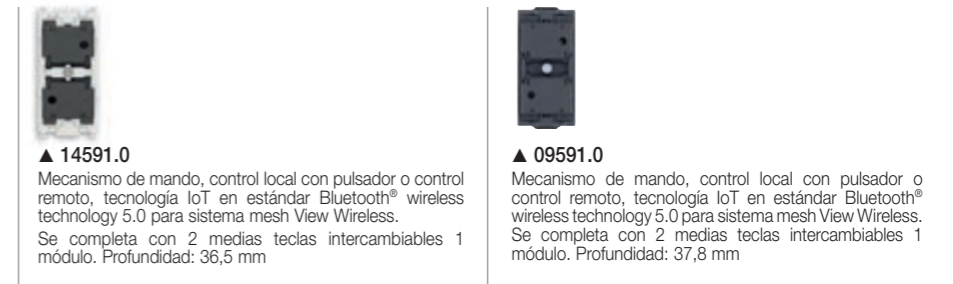 ▲ 14591.0
Mecanismo de mando, control local con pulsador o control
remoto, tecnología IoT en estándar Bluetooth® wireless
technology 5.0 para sistema mesh View Wireless.
Se completa con 2 medias teclas intercambiables 1
módulo. Profundidad: 36,5 mm
▲ 09591.0
Mecanismo de mando, control local con pulsador o
control remoto, tecnología IoT en estándar Bluetooth®
wireless technology 5.0 para sistema mesh View Wireless.
Se completa con 2 medias teclas intercambiables 1
módulo. Profundidad: 37,8 mm